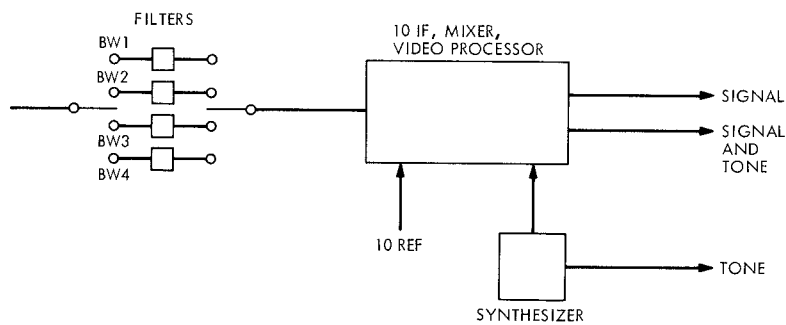 FILTERS
BW1
BW2
BW3
BW4
10 IF, MIXER,
VIDEO PROCESSOR
SIGNAL
SIGNAL
AND
TONE
10 REF
TONE
SYNTHESIZER